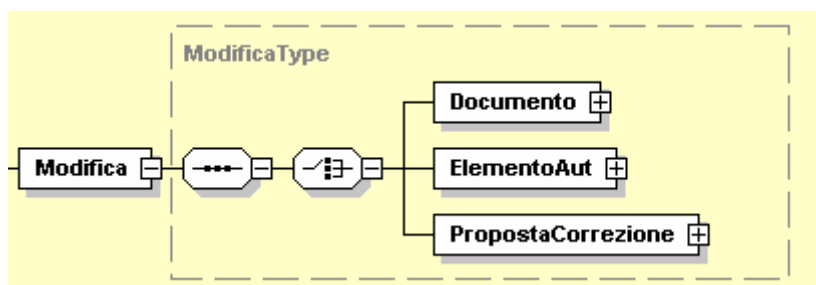 ModificaType
Documento
Modifica
ElementoAut
PropostaCorrezione